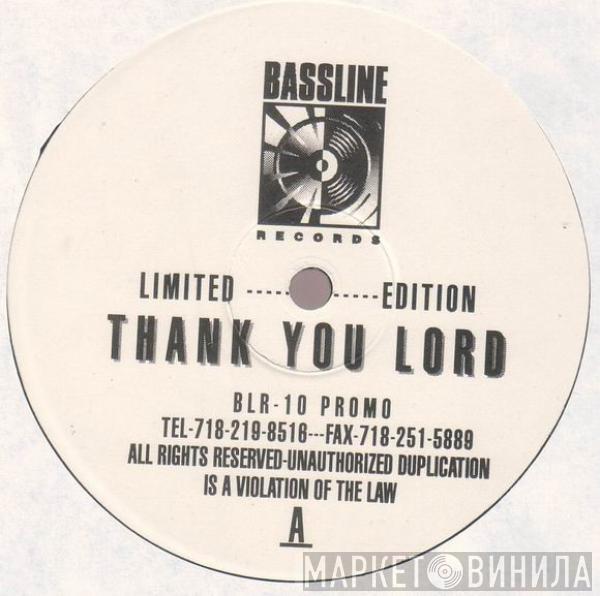 BASSLINE
RECORDS
LIMITED ------------EDITION
THANK YOU LORD
BLR-10 PROMO
TEL-718-219-8516---FAX-718-251-5889
ALL RIGHTS RESERVED-UNAUTHORIZED DUPLICATION
IS A VIOLATION OF THE LAW
A
МАРКЕТ ВИНИЛА